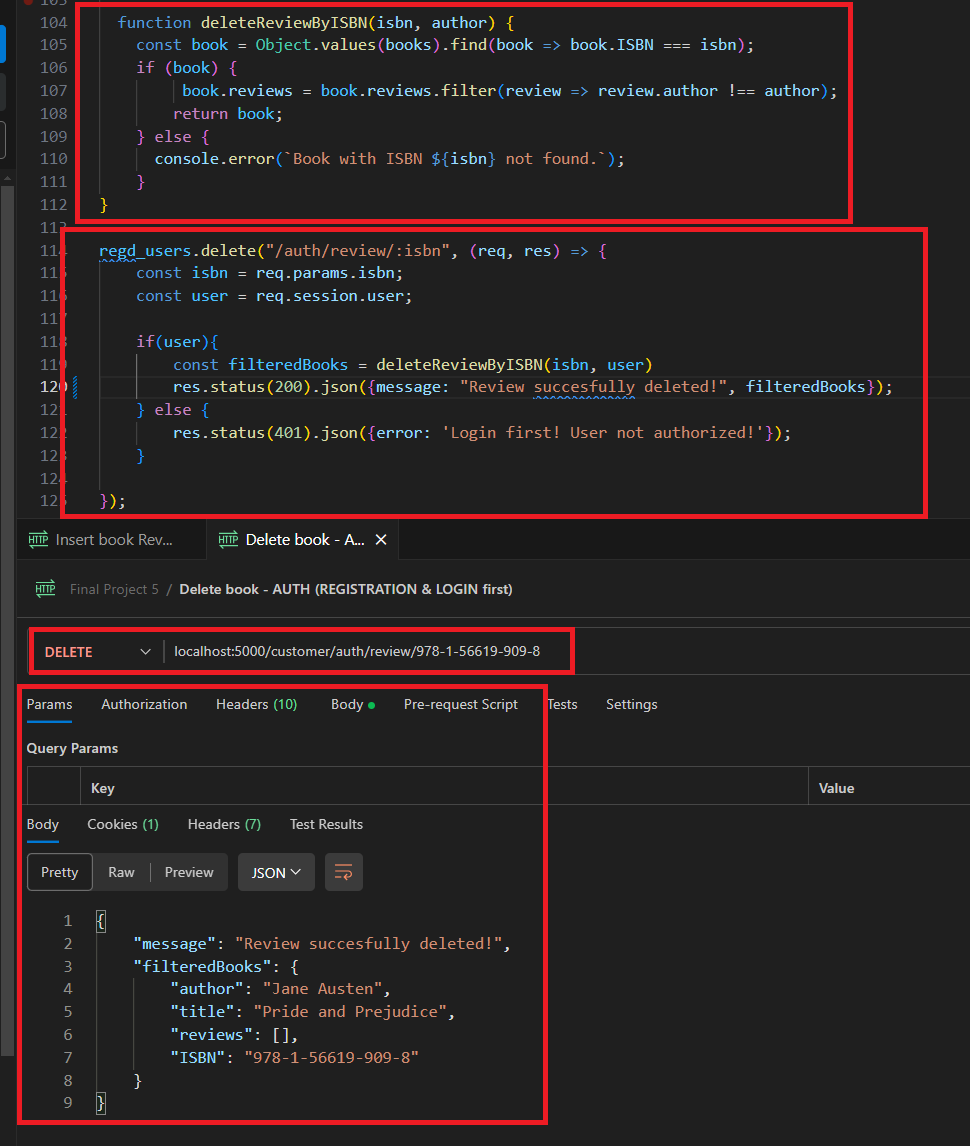 103
104 function deleteReviewByISBN(isbn, author) {
105 const book = Object.values(books).find(book => book.ISBN === isbn);
106 if (book) {
107 book.reviews = book.reviews.filter(review => review.author !== author);
108 return book;
109 } else {
110 console.error(`Book with ISBN ${isbn} not found.`);
111 }
112 }
113
114 regd_users.delete("/auth/review/:isbn", (req, res) => {
115 const isbn = req.params.isbn;
116 const user = req.session.user;
117
118 if(user){
119 const filteredBooks = deleteReviewByISBN(isbn, user)
120 res.status(200).json({message: "Review succesfully deleted!", filteredBooks});
121 } else {
122 res.status(401).json({error: 'Login first! User not authorized!'});
123 }
124
125 });
HTTP Insert book Rev... HTTP Delete book - A... ×
HTTP Final Project 5 / Delete book - AUTH (REGISTRATION & LOGIN first)
DELETE localhost:5000/customer/auth/review/978-1-56619-909-8
Params Authorization Headers (10) Body Pre-request Script Tests Settings
Query Params
Key Value
Body Cookies (1) Headers (7) Test Results
Pretty Raw Preview JSON
1 {
2 "message": "Review succesfully deleted!",
3 "filteredBooks": {
4 "author": "Jane Austen",
5 "title": "Pride and Prejudice",
6 "reviews": [],
7 "ISBN": "978-1-56619-909-8"
8 }
9 }